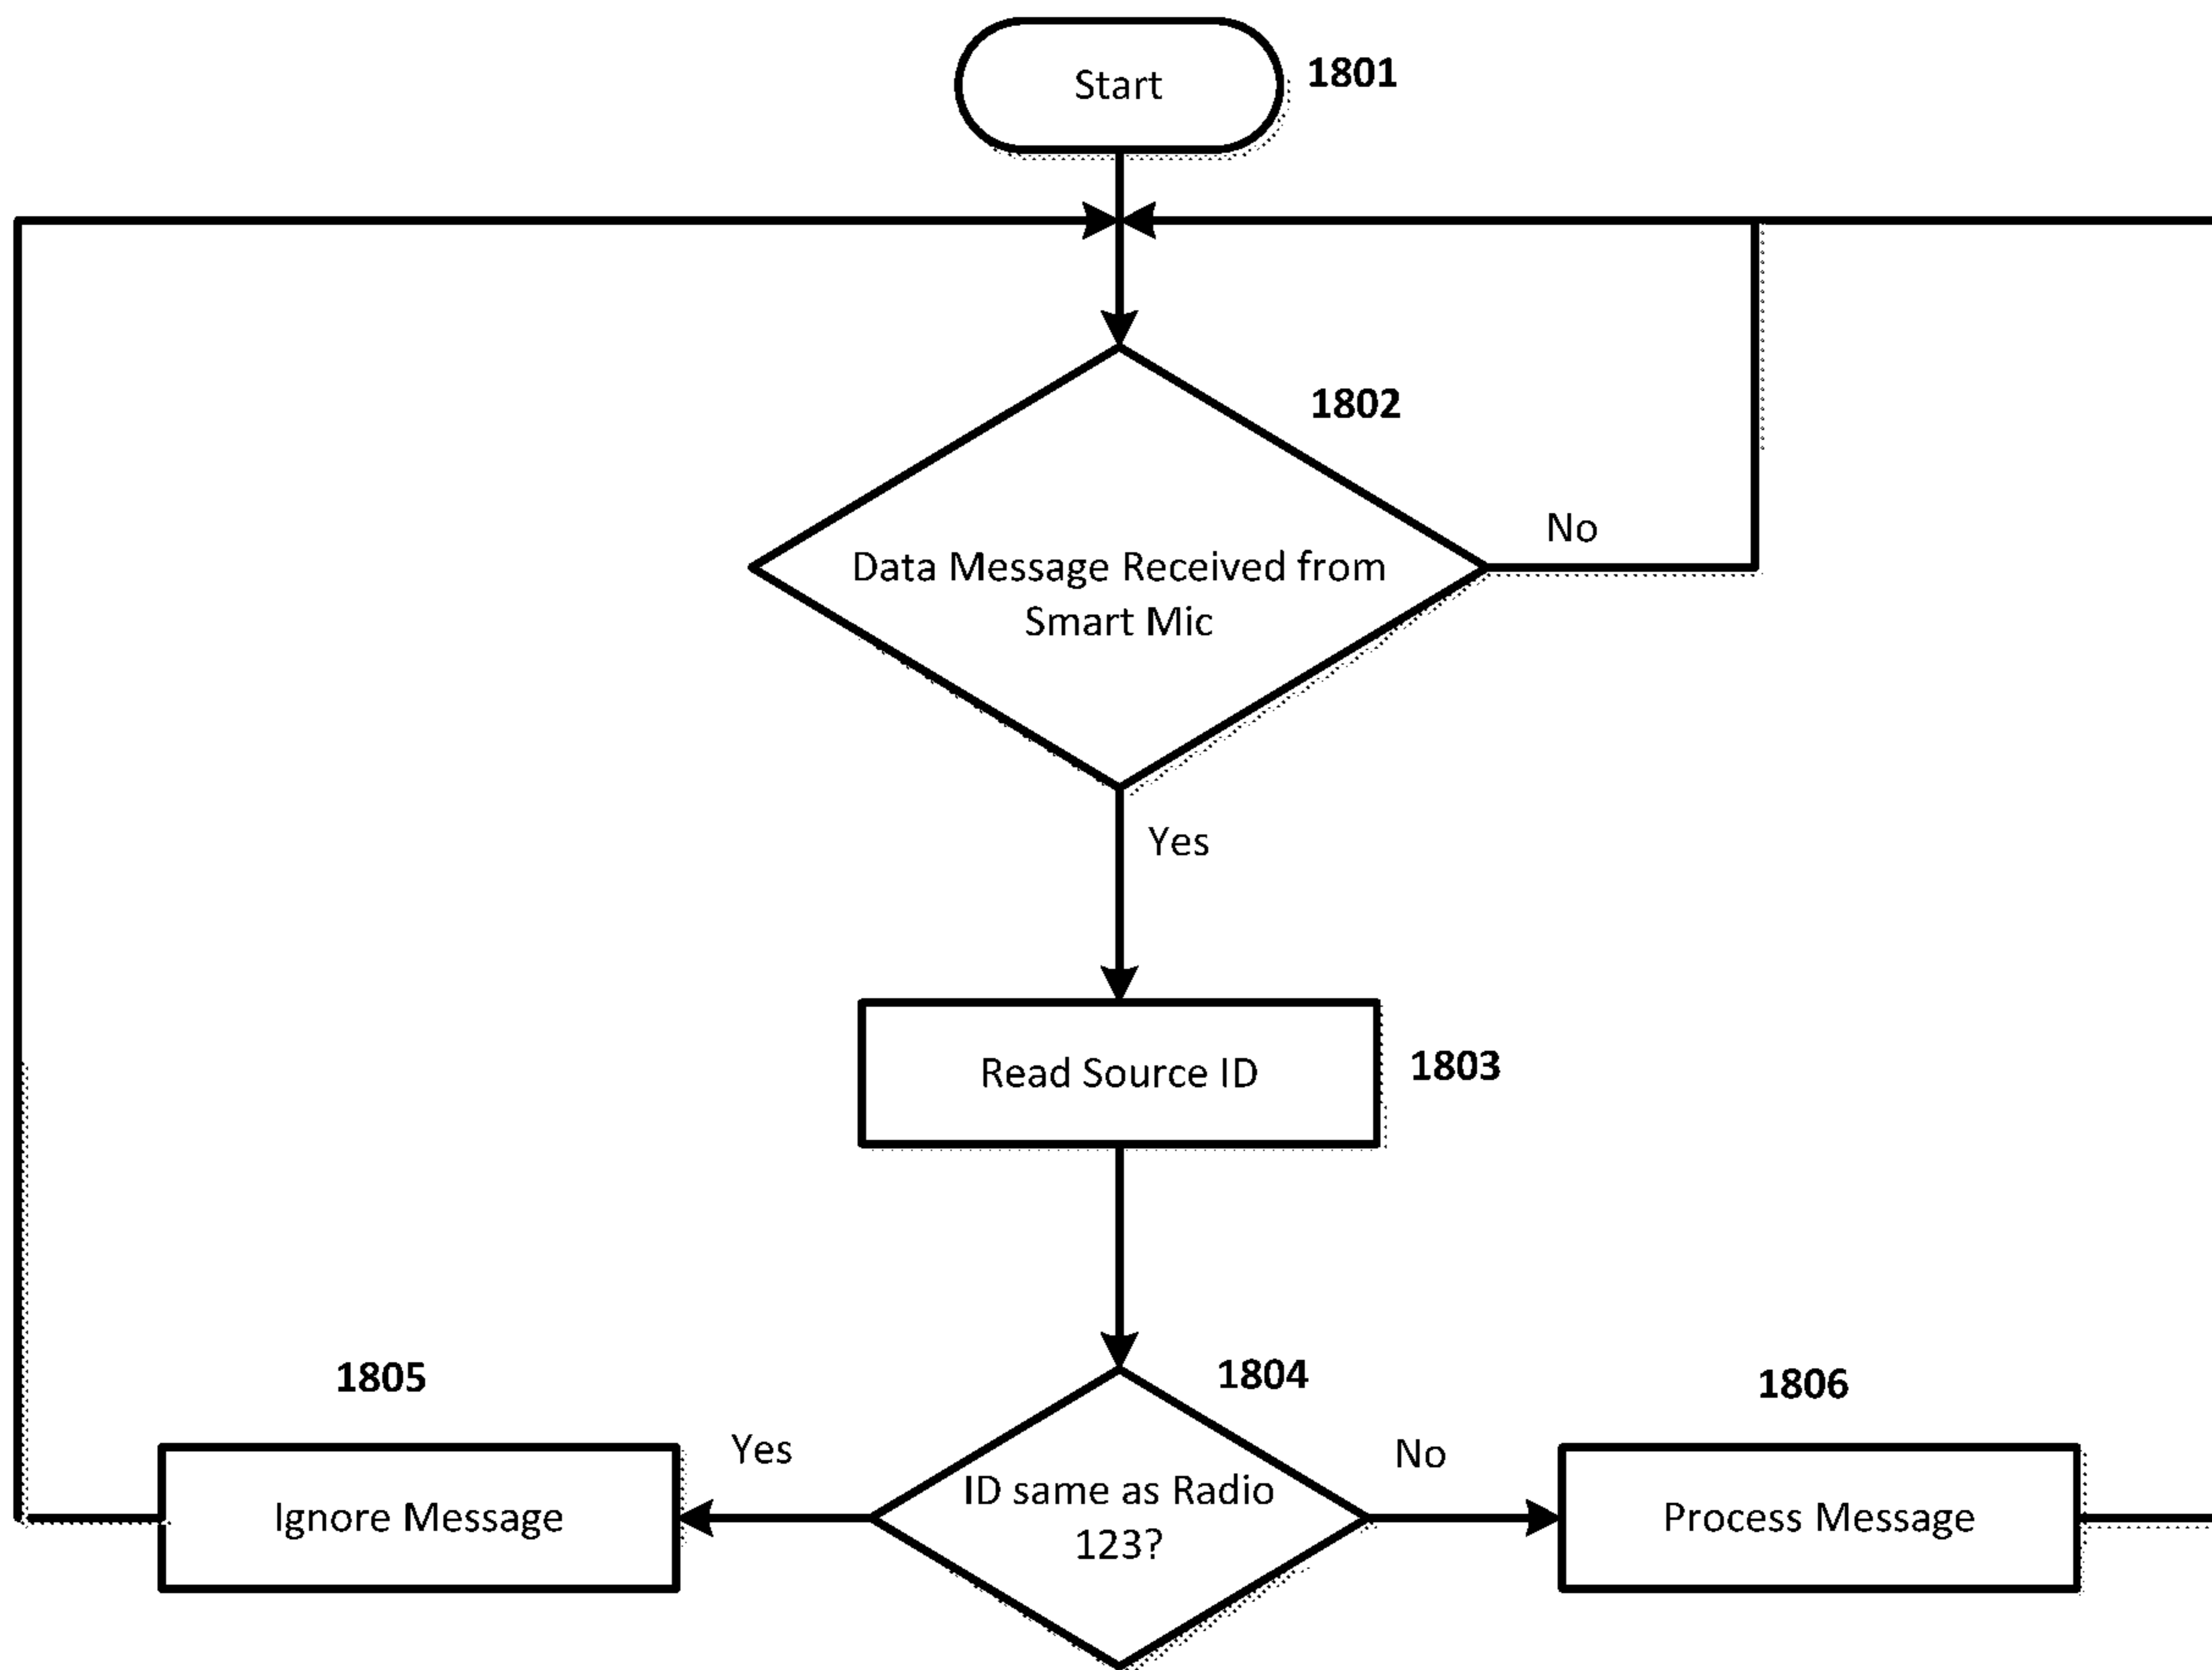 Start
1801
1802
Data Message Received from
Smart Mic
No
Yes
Read Source ID
1803
1805
1804
1806
Yes
No
Ignore Message
ID same as Radio
123?
Process Message